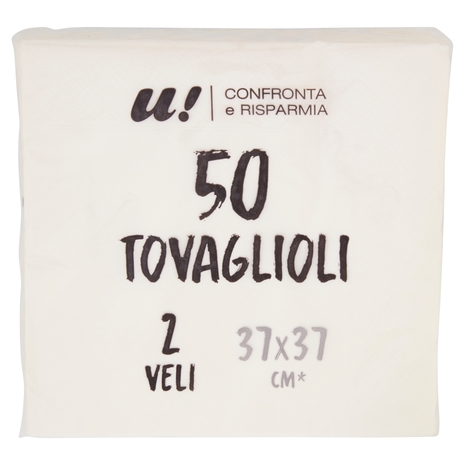 u! | CONFRONTA
e RISPARMIA
50
TOVAGLIOLI
2 37x37
VELI CM*